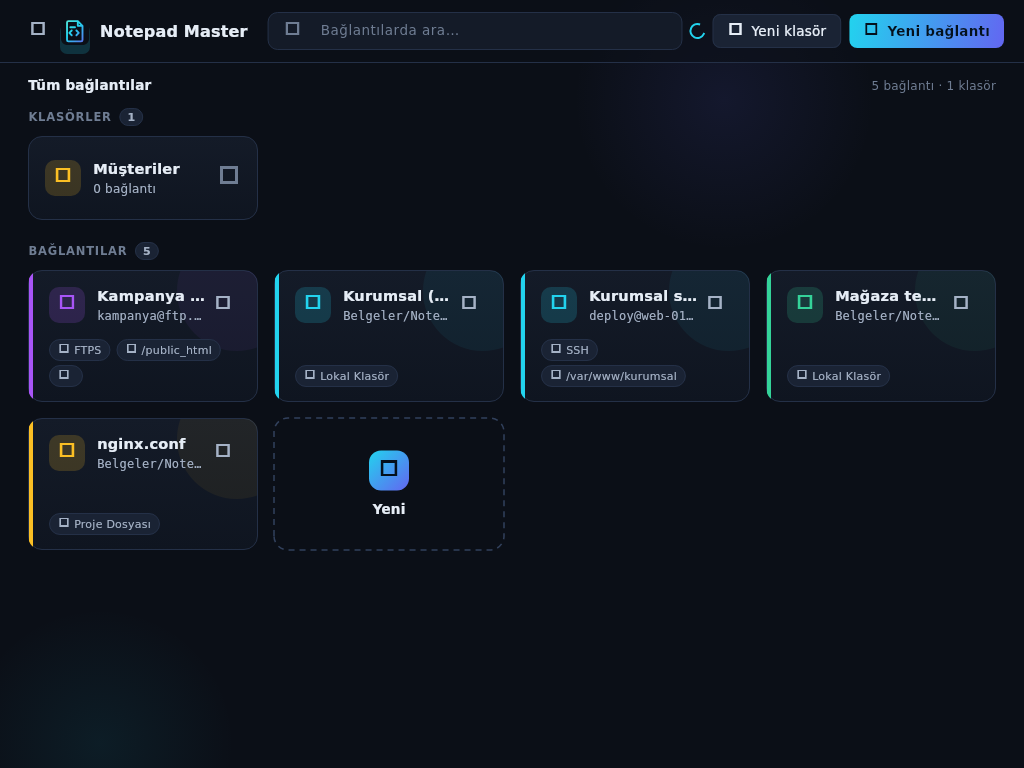 Notepad Master
Bağlantılarda ara...
Yeni klasör
Yeni bağlantı
Tüm bağlantılar
5 bağlantı · 1 klasör
KLASÖRLER 1
Müşteriler
0 bağlantı
BAĞLANTILAR 5
Kampanya ...
kampanya@ftp.…
FTPS
/public_html
Kurumsal (...
Belgeler/Note…
Lokal Klasör
Kurumsal s...
deploy@web-01…
SSH
/var/www/kurumsal
Mağaza te...
Belgeler/Note…
Lokal Klasör
nginx.conf
Belgeler/Note…
Proje Dosyası
Yeni